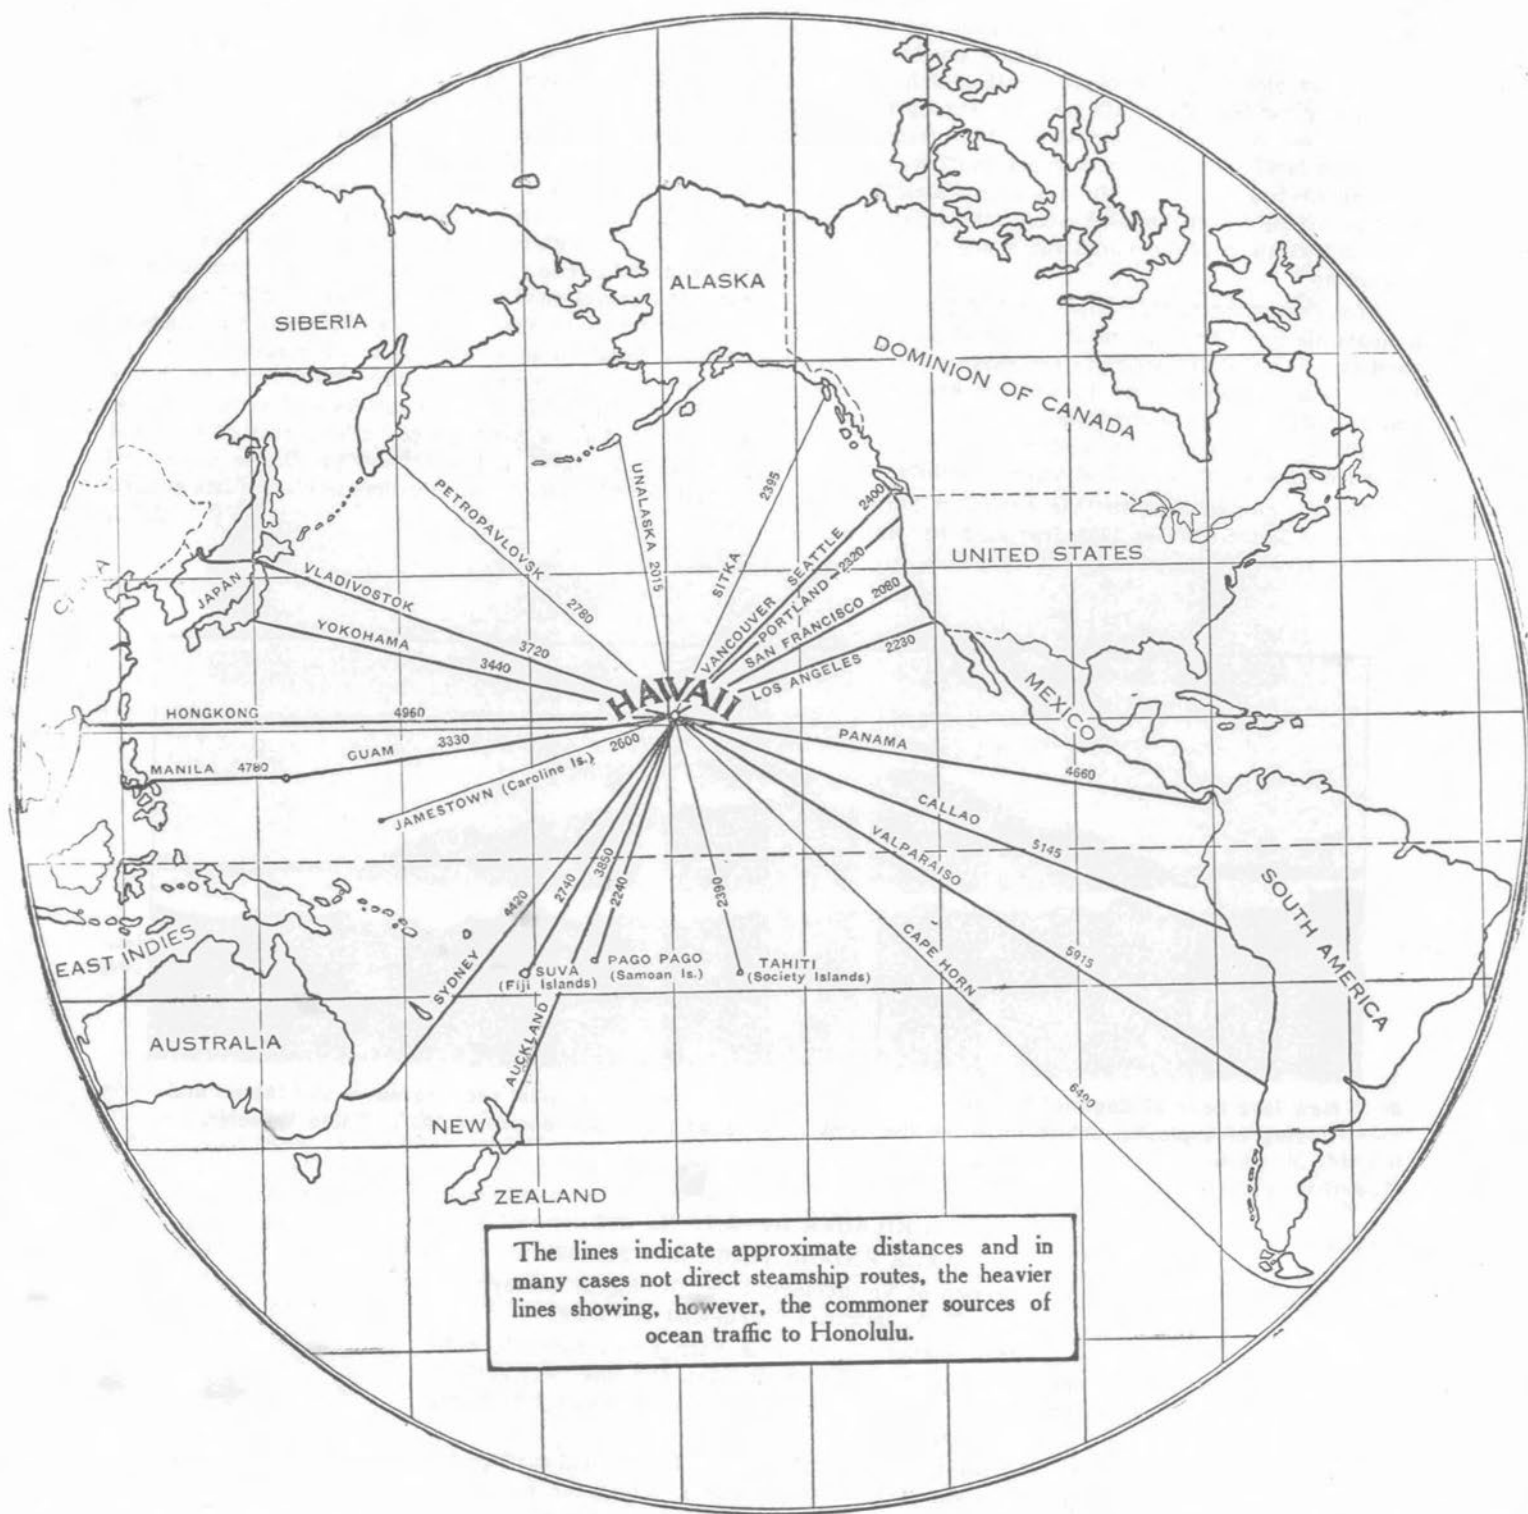 ALASKA
SIBERIA
DOMINION OF CANADA
UNITED STATES
MEXICO
SOUTH AMERICA
JAPAN
EAST INDIES
AUSTRALIA
NEW
ZEALAND
HAWAII
PETROPAVLOVSK 2780
UNALASKA 2015
SITKA 2395
VANCOUVER SEATTLE 2400
PORTLAND 2320
SAN FRANCISCO 2080
LOS ANGELES 2230
VLADIVOSTOK 3720
YOKOHAMA 3440
HONGKONG 4960
GUAM 3330
MANILA 4780
JAMESTOWN (Caroline Is.) 2600
PANAMA 4660
CALLAO 5145
VALPARAISO 5915
CAPE HORN 6490
SYDNEY 4420
2740
SUVA
(Fiji Islands)
AUCKLAND 3850
2240
PAGO PAGO
(Samoan Is.)
2390
TAHITI
(Society Islands)
The lines indicate approximate distances and in
many cases not direct steamship routes, the heavier
lines showing, however, the commoner sources of
ocean traffic to Honolulu.